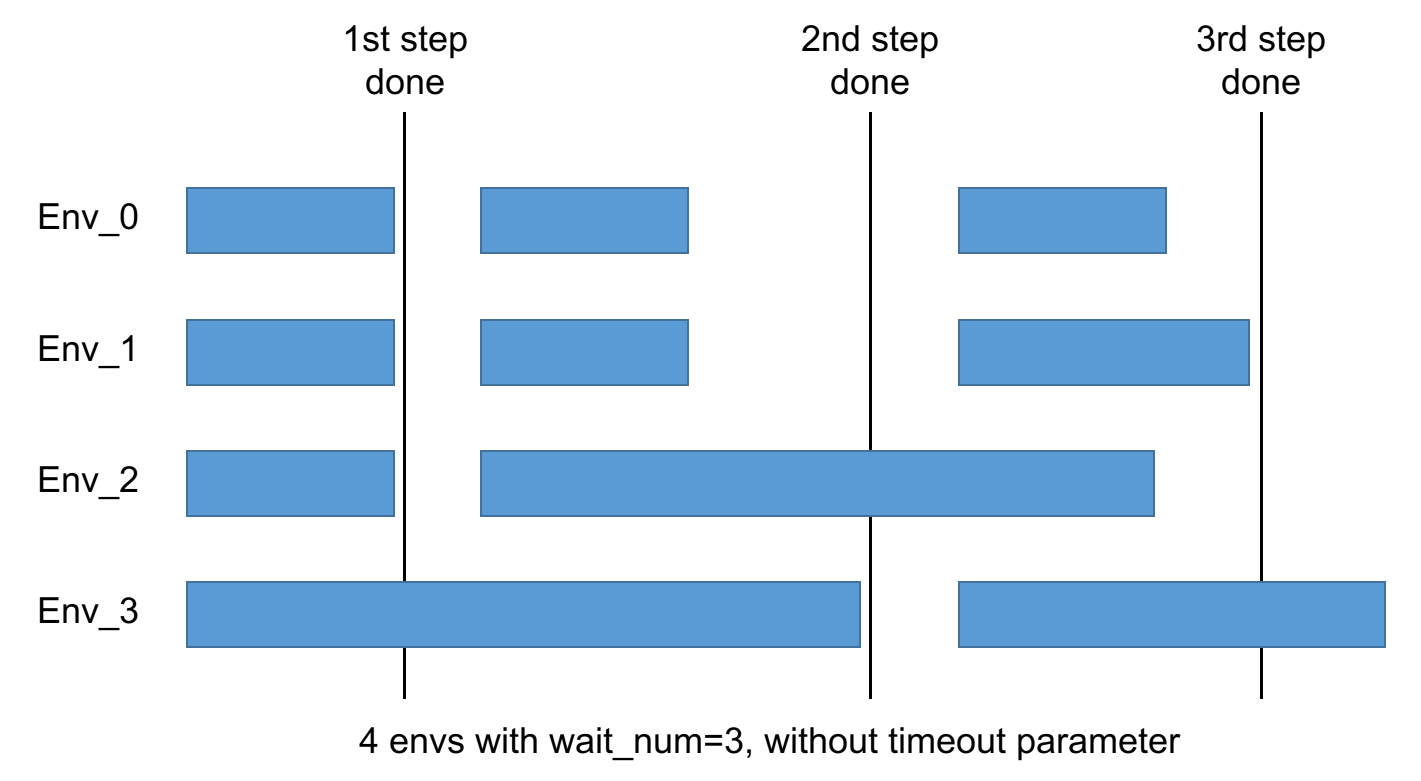 1st step
done
2nd step
done
3rd step
done
Env_0
Env_1
Env_2
Env_3
4 envs with wait_num=3, without timeout parameter